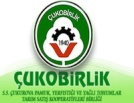 1940
ÇUKOBİRLİK
S.S. ÇUKUROVA PAMUK, YERFISTIĞI VE YAĞLI TOHUMLAR
TARIM SATIŞ KOOPERATİFLERİ BİRLİĞİ